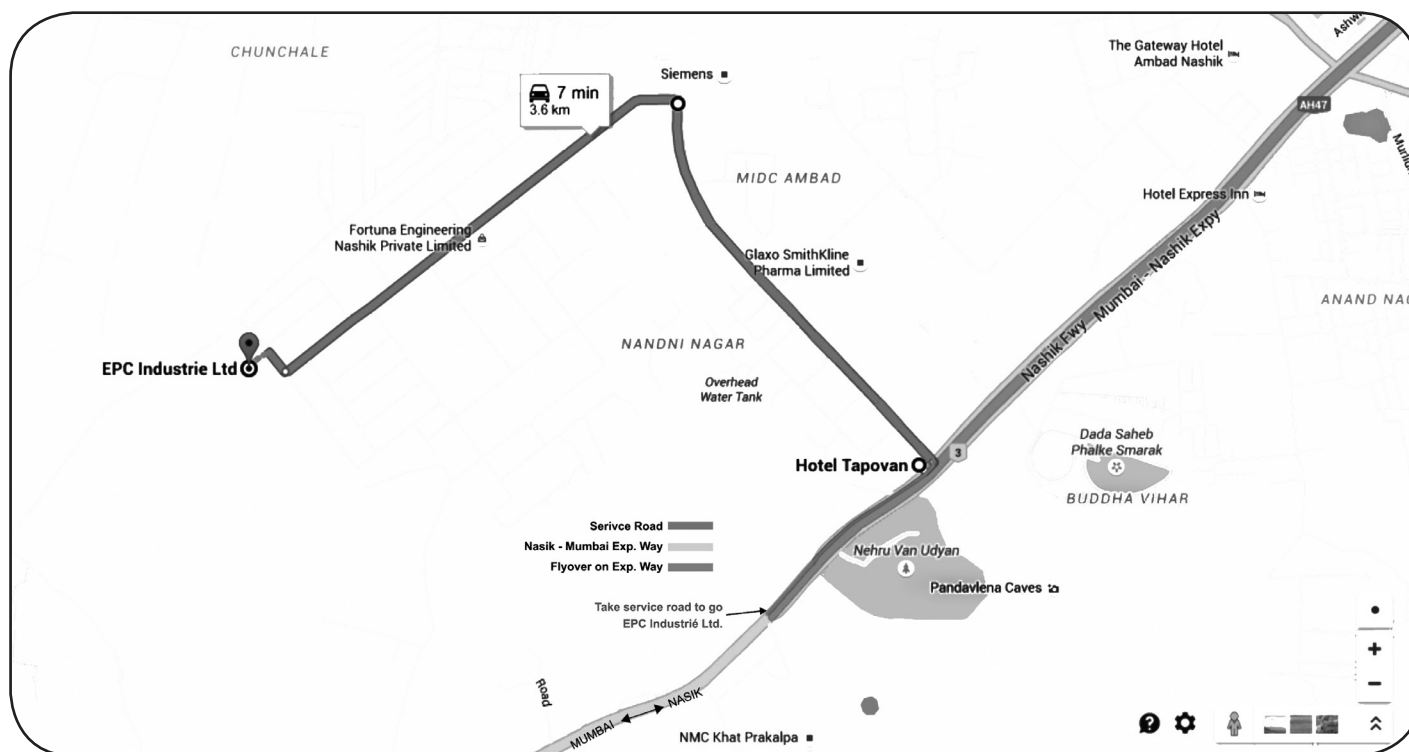 CHUNCHALE
Siemens
7 min
3.6 km
The Gateway Hotel
Ambad Nashik
Ashwi
AH47
MIDC AMBAD
Hotel Express Inn
Fortuna Engineering
Nashik Private Limited
Glaxo SmithKline
Pharma Limited
Nashik Fwy Mumbai - Nashik Expy
ANAND NAG
NANDNI NAGAR
EPC Industrie Ltd
Overhead
Water Tank
Dada Saheb
Phalke Smarak
3
Hotel Tapovan
BUDDHA VIHAR
Serivce Road
Nasik - Mumbai Exp. Way
Flyover on Exp. Way
Nehru Van Udyan
Pandavlena Caves
Take service road to go
EPC Industrié Ltd.
Road
MUMBAI NASIK
NMC Khat Prakalpa